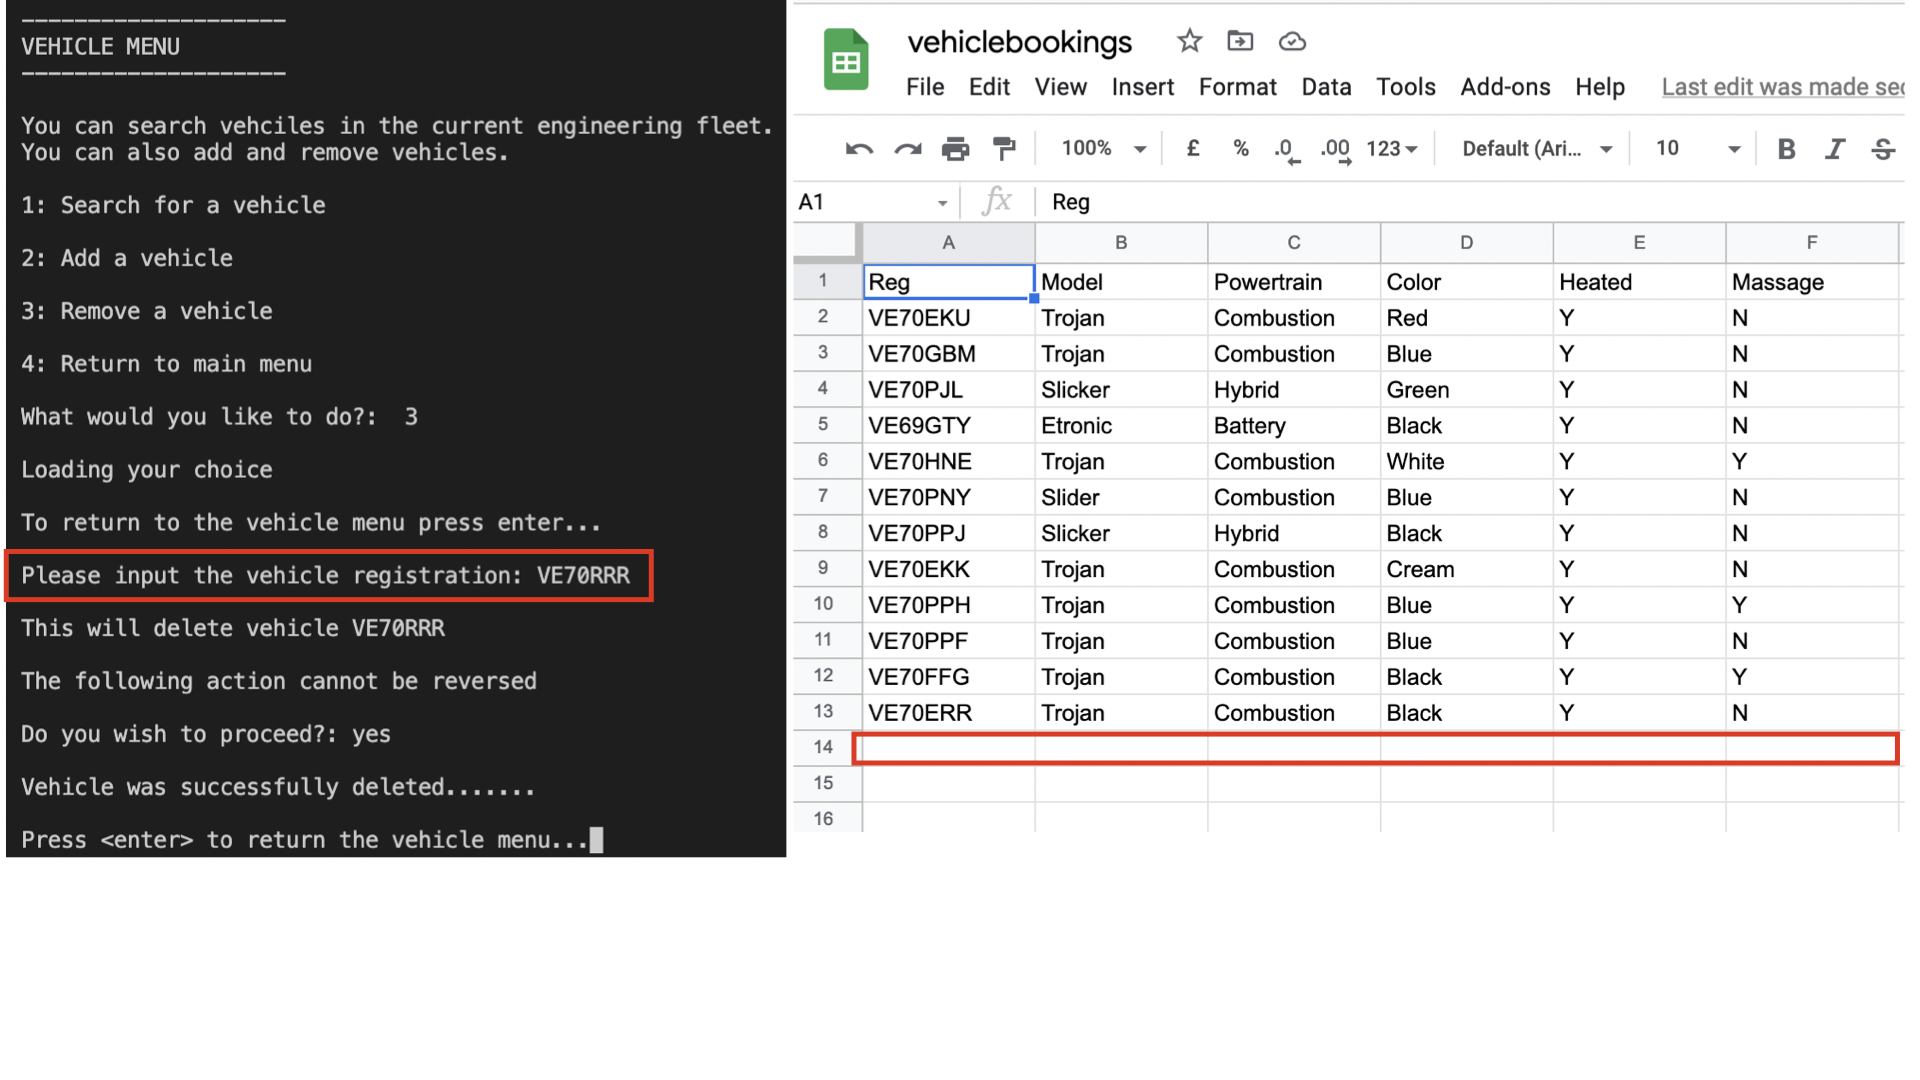 --------------------
VEHICLE MENU
--------------------
You can search vehciles in the current engineering fleet.
You can also add and remove vehicles.
1: Search for a vehicle
2: Add a vehicle
3: Remove a vehicle
4: Return to main menu
What would you like to do?: 3
Loading your choice
To return to the vehicle menu press enter...
Please input the vehicle registration: VE70RRR
This will delete vehicle VE70RRR
The following action cannot be reversed
Do you wish to proceed?: yes
Vehicle was successfully deleted.......
Press <enter> to return the vehicle menu...
vehiclebookings
File Edit View Insert Format Data Tools Add-ons Help Last edit was made
100% £ % .0 .00 123 Default (Ari... 10 B I S
A1 fx Reg
A B C D E F
1 Reg Model Powertrain Color Heated Massage
2 VE70EKU Trojan Combustion Red Y N
3 VE70GBM Trojan Combustion Blue Y N
4 VE70PJL Slicker Hybrid Green Y N
5 VE69GTY Etronic Battery Black Y N
6 VE70HNE Trojan Combustion White Y Y
7 VE70PNY Slider Combustion Blue Y N
8 VE70PPJ Slicker Hybrid Black Y N
9 VE70EKK Trojan Combustion Cream Y N
10 VE70PPH Trojan Combustion Blue Y Y
11 VE70PPF Trojan Combustion Blue Y N
12 VE70FFG Trojan Combustion Black Y Y
13 VE70ERR Trojan Combustion Black Y N
14
15
16